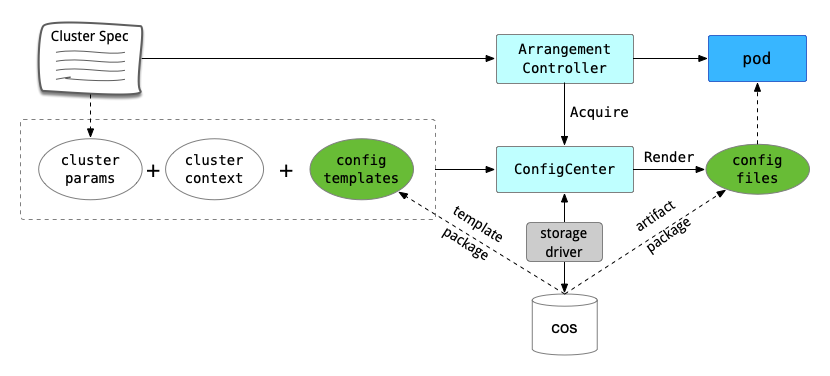 Cluster Spec
Arrangement
Controller
pod
Acquire
cluster
params
+
cluster
context
+
config
templates
ConfigCenter
Render
config
files
template
package
storage
driver
artifact
package
COS